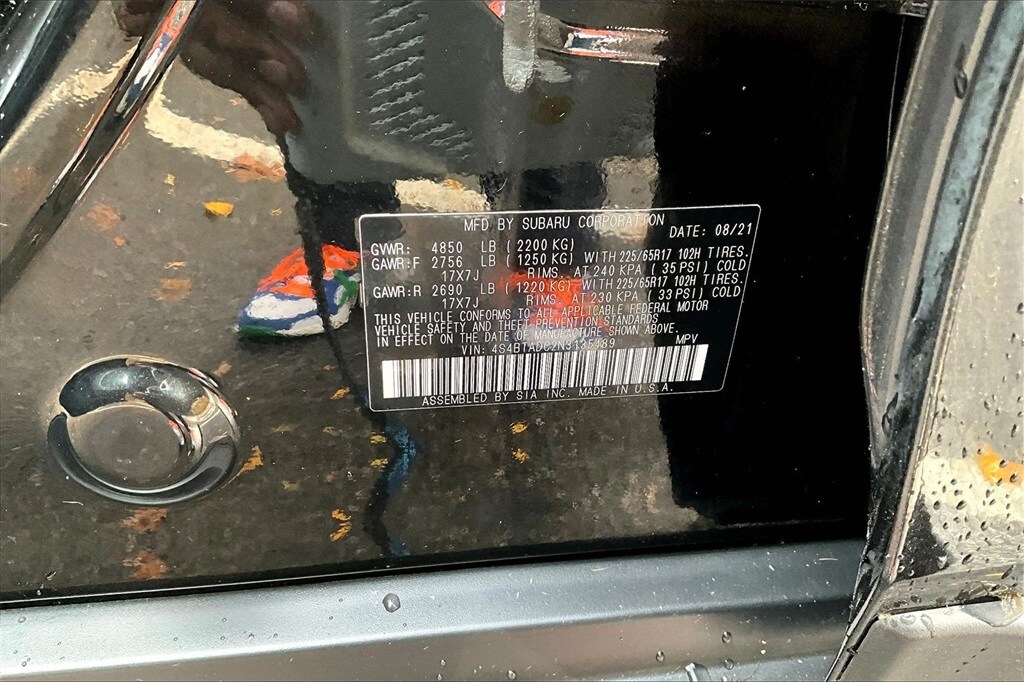 MFD BY SUBARU CORPORATION DATE: 08/21
GVWR: 4850 LB (2200 KG)
GAWR:F 2756 LB (1250 KG) WITH 225/65R17 102H TIRES.
17X7J RIMS. AT 240 KPA (35 PSI) COLD
GAWR:R 2690 LB (1220 KG) WITH 225/65R17 102H TIRES.
17X7J RIMS. AT 230 KPA (33 PSI) COLD
THIS VEHICLE CONFORMS TO ALL APPLICABLE FEDERAL MOTOR
VEHICLE SAFETY AND THEFT PREVENTION STANDARDS
IN EFFECT ON THE DATE OF MANUFACTURE SHOWN ABOVE.
VIN: MPV
ASSEMBLED BY SIA INC. MADE IN U.S.A.